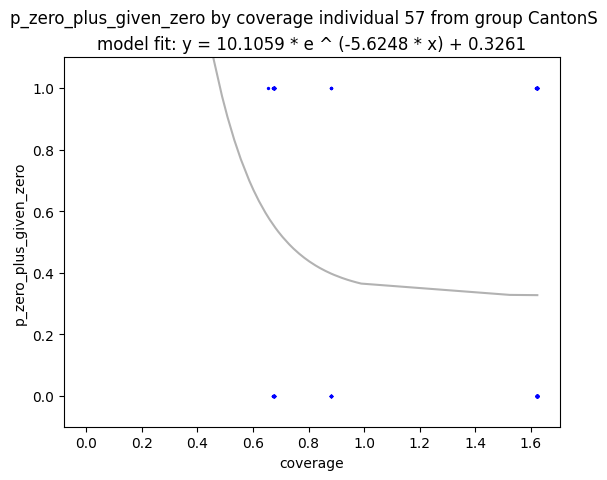 p_zero_plus_given_zero by coverage individual 57 from group CantonS
model fit: y = 10.1059 * e ^ (-5.6248 * x) + 0.3261
1.0
0.8
0.6
0.4
0.2
0.0
p_zero_plus_given_zero
0.0 0.2 0.4 0.6 0.8 1.0 1.2 1.4 1.6
coverage